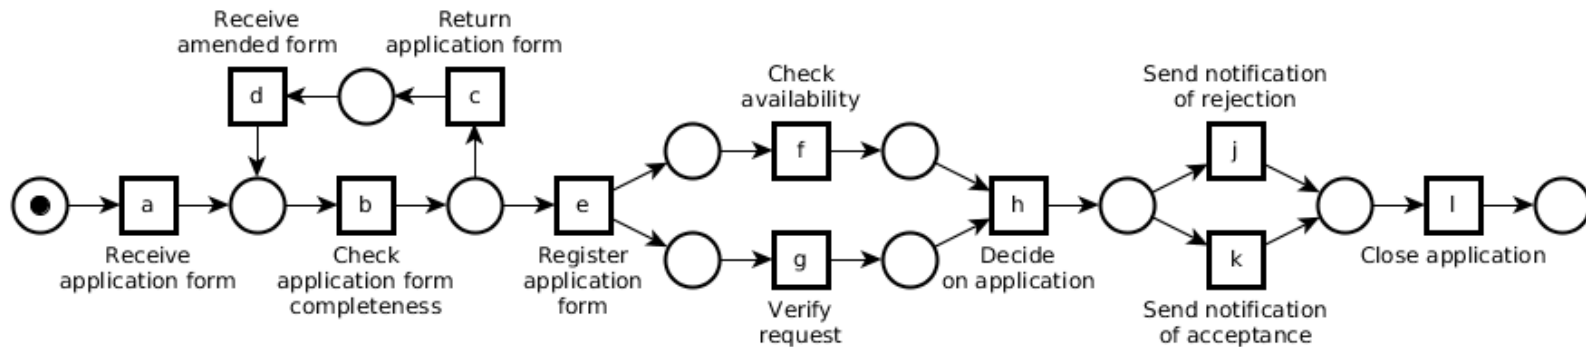 Receive
amended form
d
Return
application form
c
a
Receive
application form
b
Check
application form
completeness
e
Register
application
form
Check
availability
f
g
Verify
request
h
Decide
on application
Send notification
of rejection
j
k
Send notification
of acceptance
l
Close application